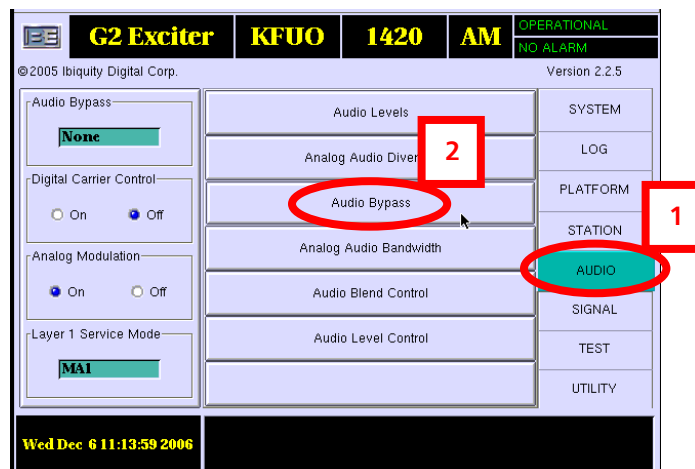 G2 Exciter KFUO 1420 AM OPERATIONAL
NO ALARM
©2005 Ibiquity Digital Corp. Version 2.2.5
Audio Bypass
None
Digital Carrier Control
On Off
Analog Modulation
On Off
Layer 1 Service Mode
MA1
Audio Levels
Analog Audio
2
Audio Bypass
Analog Audio Bandwidth
Audio Blend Control
Audio Level Control
SYSTEM
LOG
PLATFORM
1
STATION
AUDIO
SIGNAL
TEST
UTILITY
Wed Dec 6 11:13:59 2006